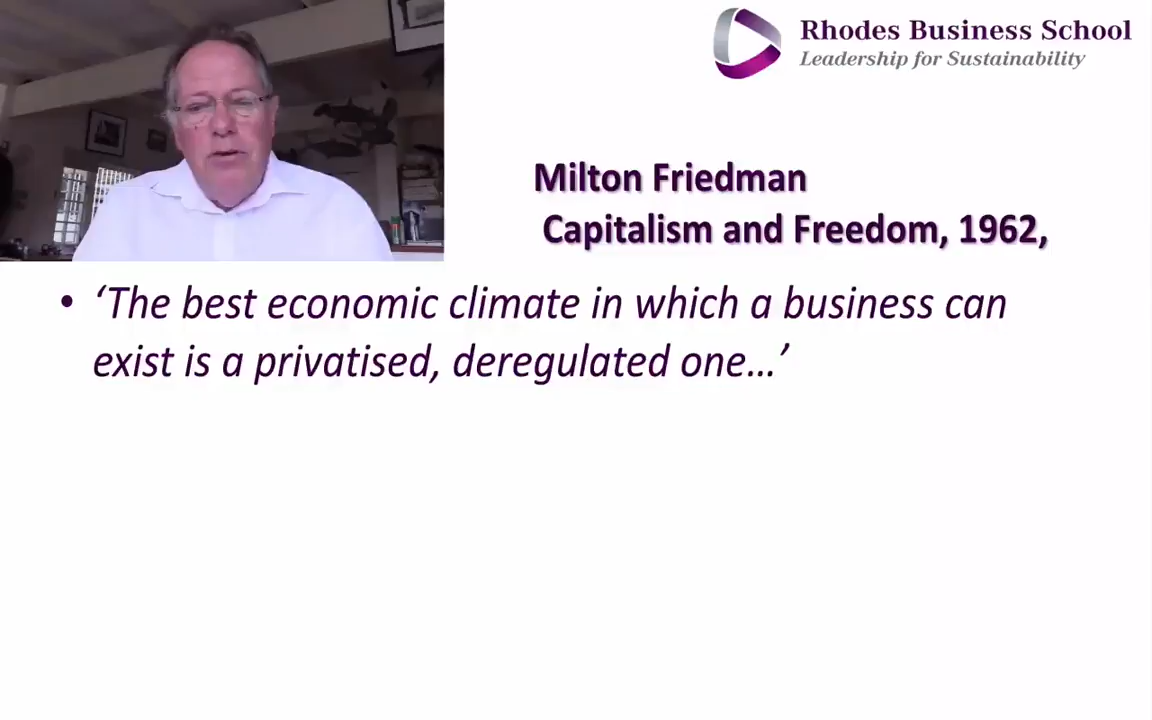 Rhodes Business School
Leadership for Sustainability
Milton Friedman
Capitalism and Freedom, 1962,
• ‘The best economic climate in which a business can
exist is a privatised, deregulated one…’